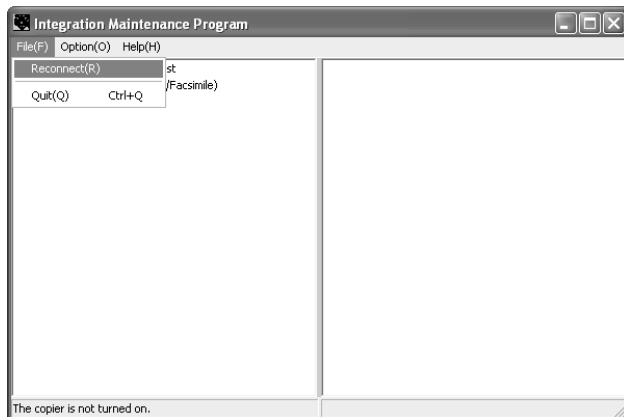 Integration Maintenance Program
File(F) Option(O) Help(H)
Reconnect(R)
st
/Facsimile)
Quit(Q) Ctrl+Q
The copier is not turned on.